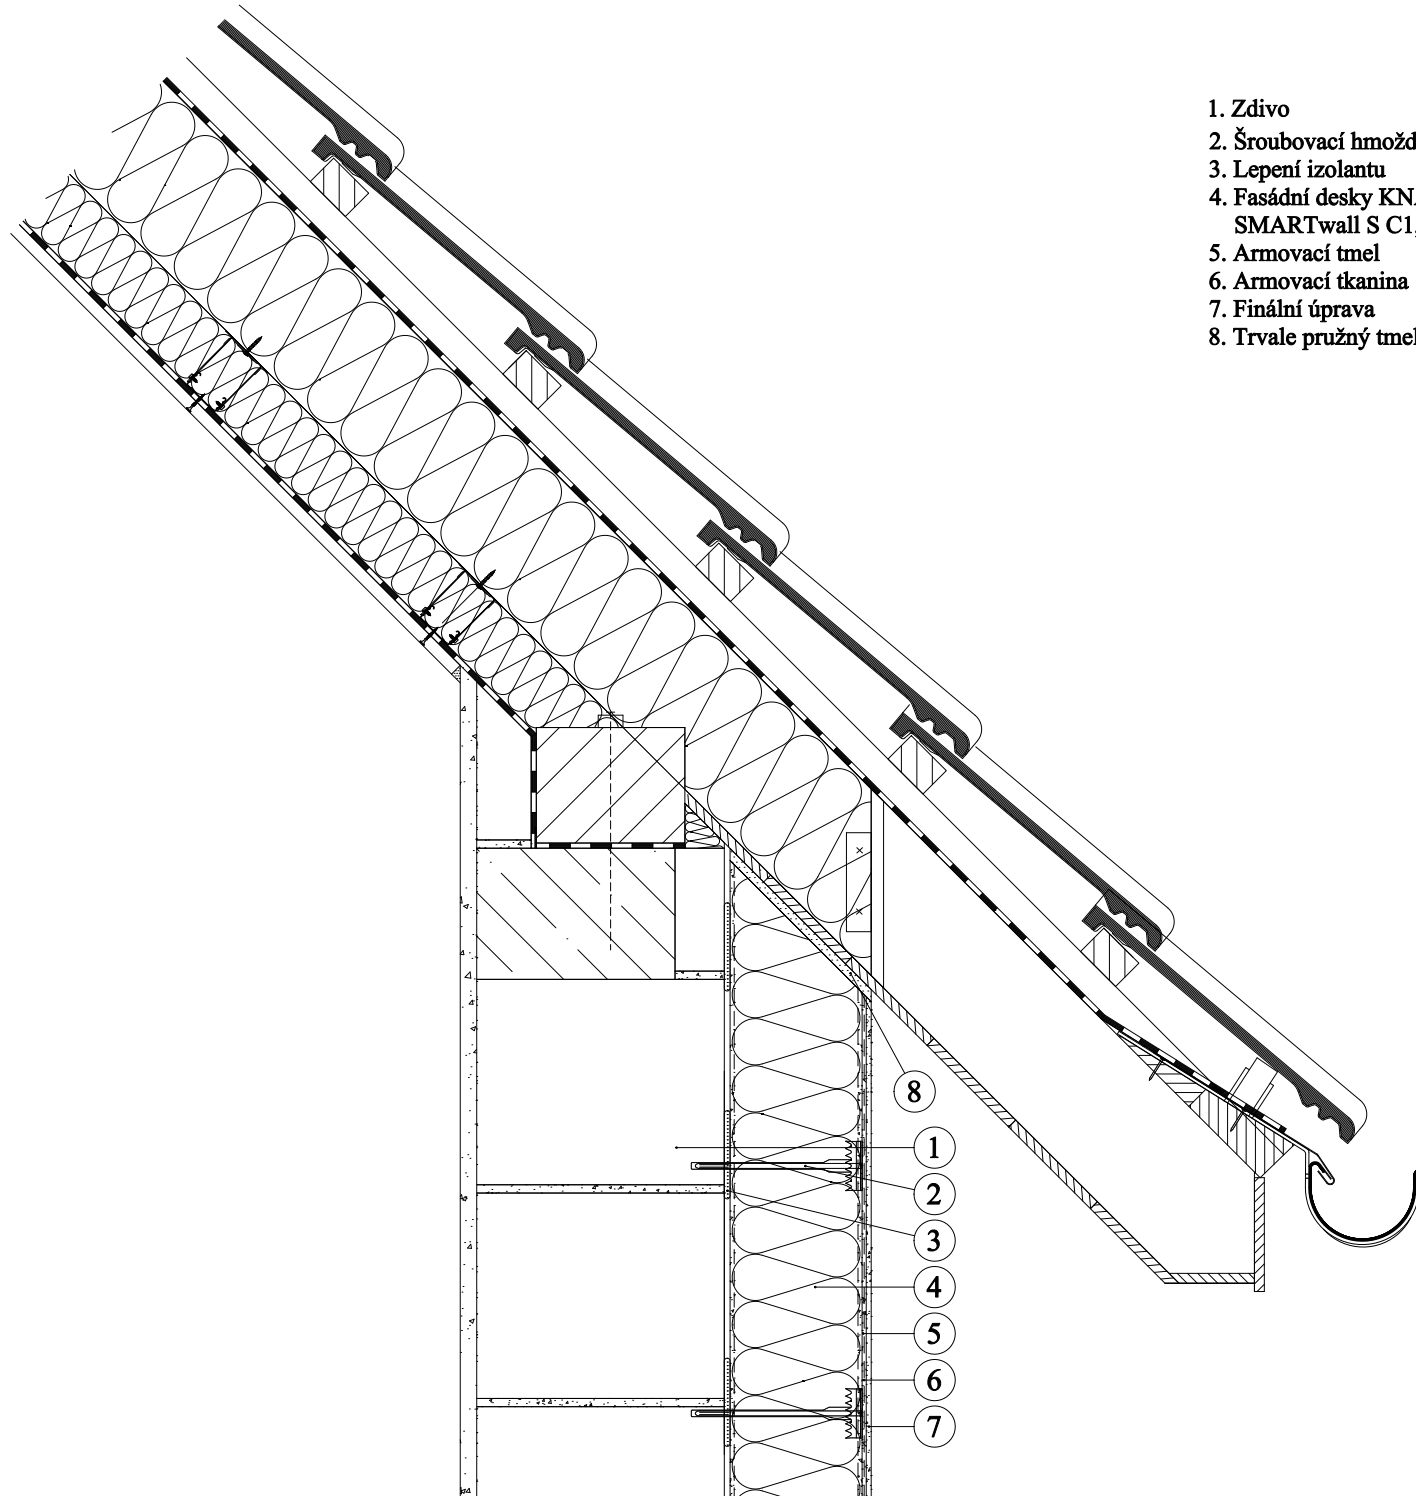 1. Zdivo
2. Šroubovací hmožd
3. Lepení izolantu
4. Fasádní desky KN
SMARTwall S C1,
5. Armovací tmel
6. Armovací tkanina
7. Finální úprava
8. Trvale pružný tmel
8
1
2
3
4
5
6
7